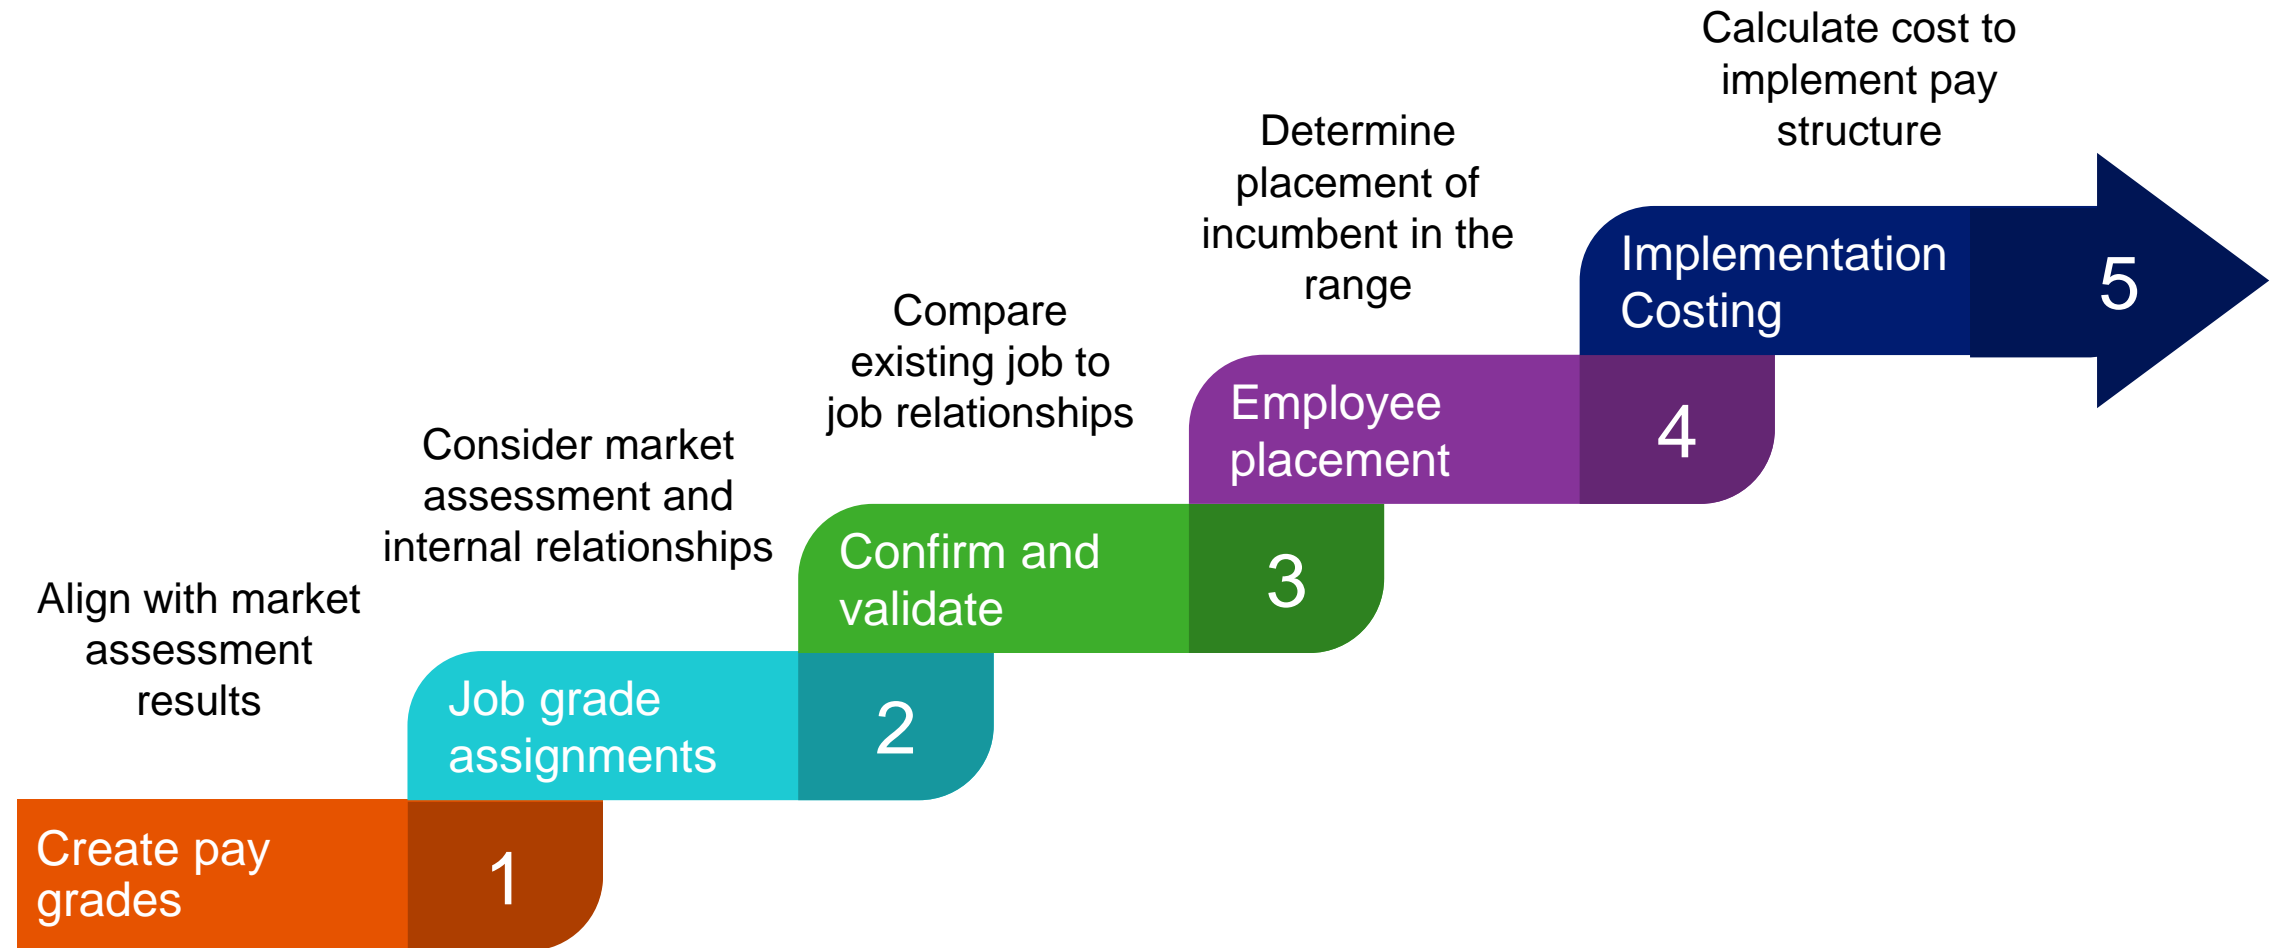 Align with market
assessment
results
Create pay
grades
1
Consider market
assessment and
internal relationships
Job grade
assignments
2
Compare
existing job to
job relationships
Confirm and
validate
3
Determine
placement of
incumbent in the
range
Employee
placement
4
Calculate cost to
implement pay
structure
Implementation
Costing
5